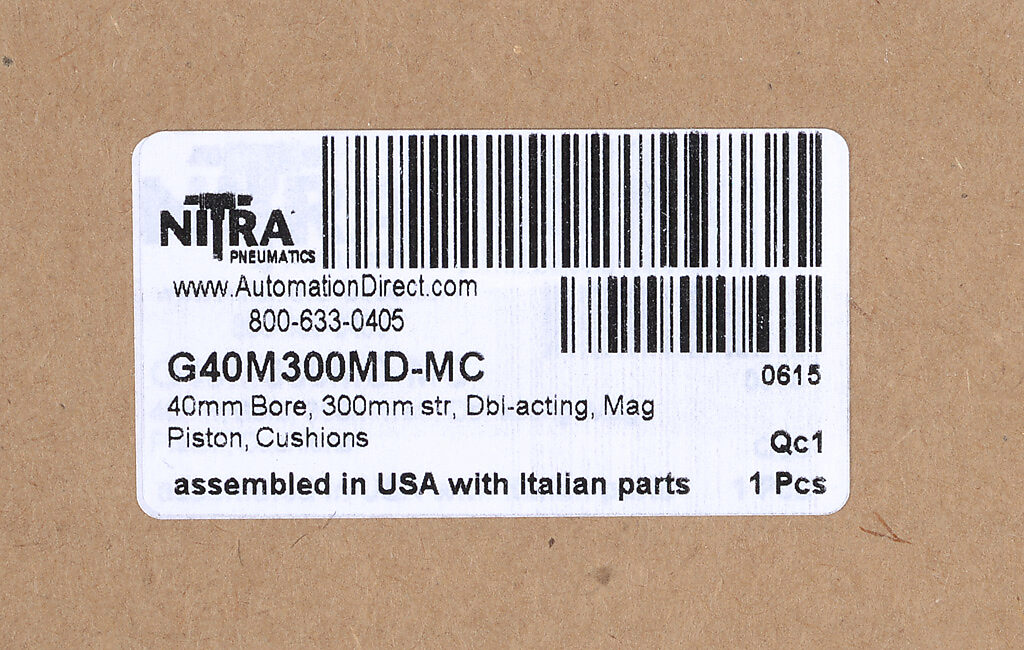 NITRA
PNEUMATICS
www.AutomationDirect.com
800-633-0405
G40M300MD-MC
0615
40mm Bore, 300mm str, Dbl-acting, Mag
Piston, Cushions
Qc1
assembled in USA with Italian parts
1 Pcs